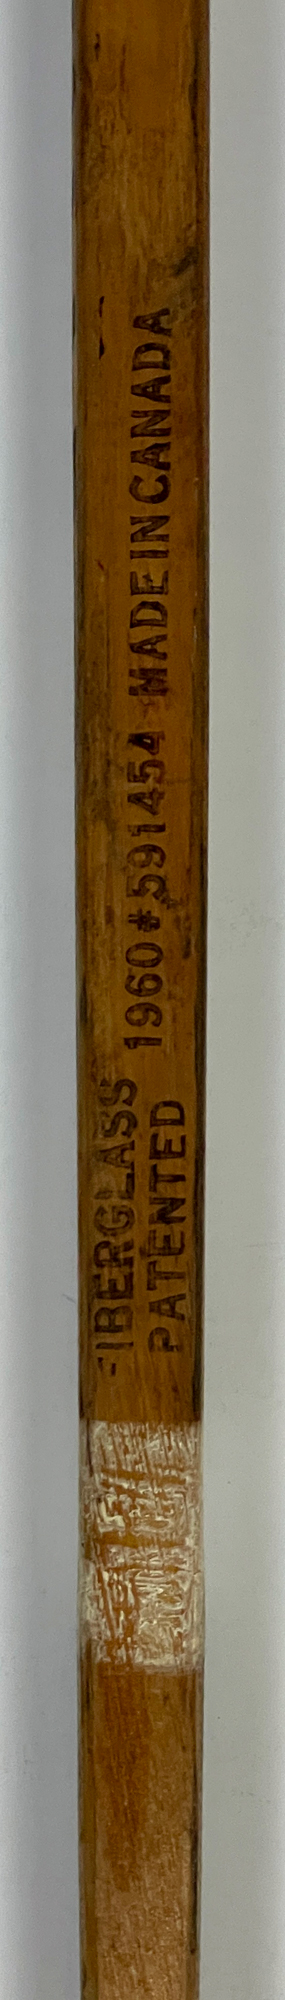 FIBERGLASS
PATENTED
1960 # 591454 MADE IN CANADA